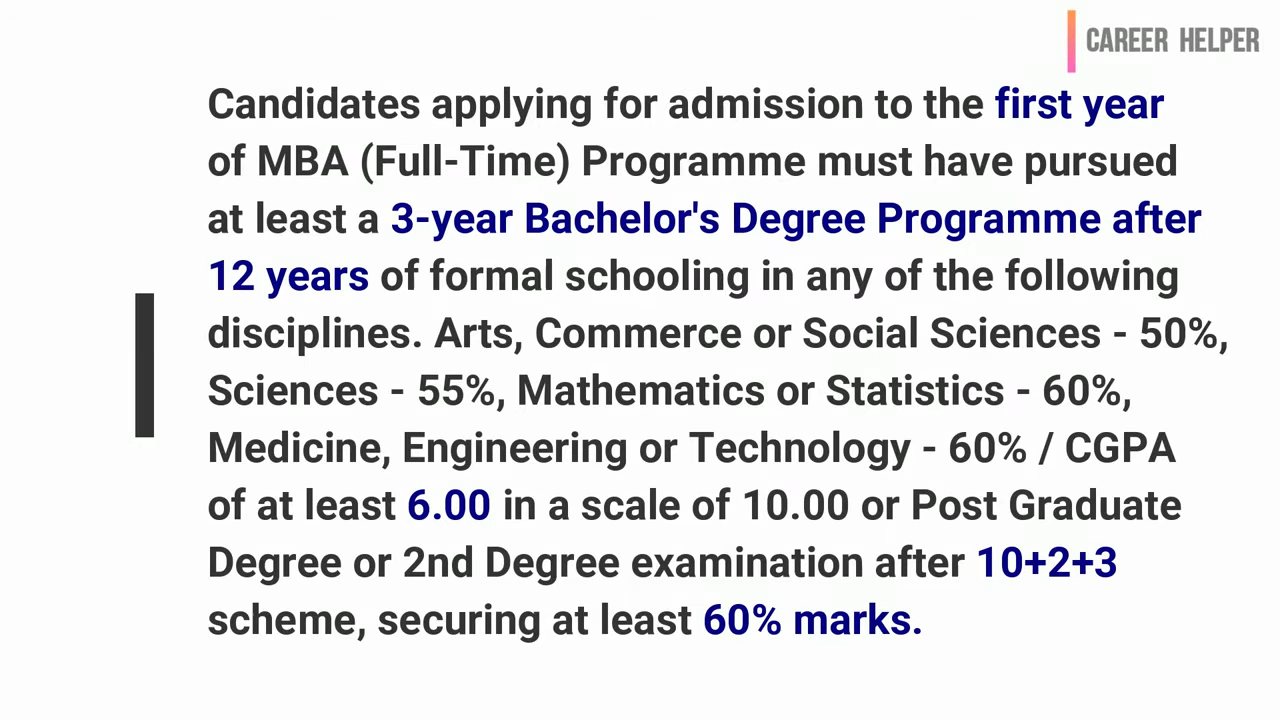 CAREER HELPER
Candidates applying for admission to the first year
of MBA (Full-Time) Programme must have pursued
at least a 3-year Bachelor's Degree Programme after
12 years of formal schooling in any of the following
disciplines. Arts, Commerce or Social Sciences - 50%,
Sciences - 55%, Mathematics or Statistics - 60%,
Medicine, Engineering or Technology - 60% / CGPA
of at least 6.00 in a scale of 10.00 or Post Graduate
Degree or 2nd Degree examination after 10+2+3
scheme, securing at least 60% marks.